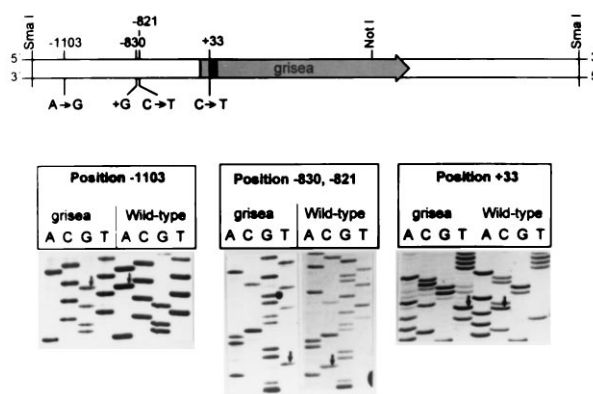 -821
Sma I
-1103
-830
+33
Not I
Sma I
5´
grisea
3´
3´
5´
A→G
+G
C→T
C→T
Position -1103
Position -830, -821
Position +33
grisea
Wild-type
grisea
Wild-type
grisea
Wild-type
A C G T A C G T
A C G T A C G T
A C G T A C G T